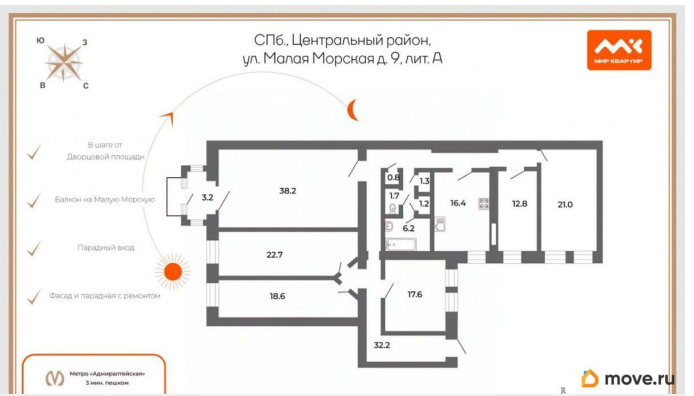 СПб., Центральный район,
ул. Малая Морская д. 9, лит. А
МИР КВАРТИР
Ю
З
В
С
В шаге от
Дворцовой площади
Балкон на Малую Морскую
Парадный вход
Фасад и парадная с ремонтом
3.2
38.2
0.8
1.3
1.7
1.2
16.4
12.8
21.0
6.2
22.7
18.6
17.6
32.2
Метро «Адмиралтейская»
3 мин. пешком
move.ru